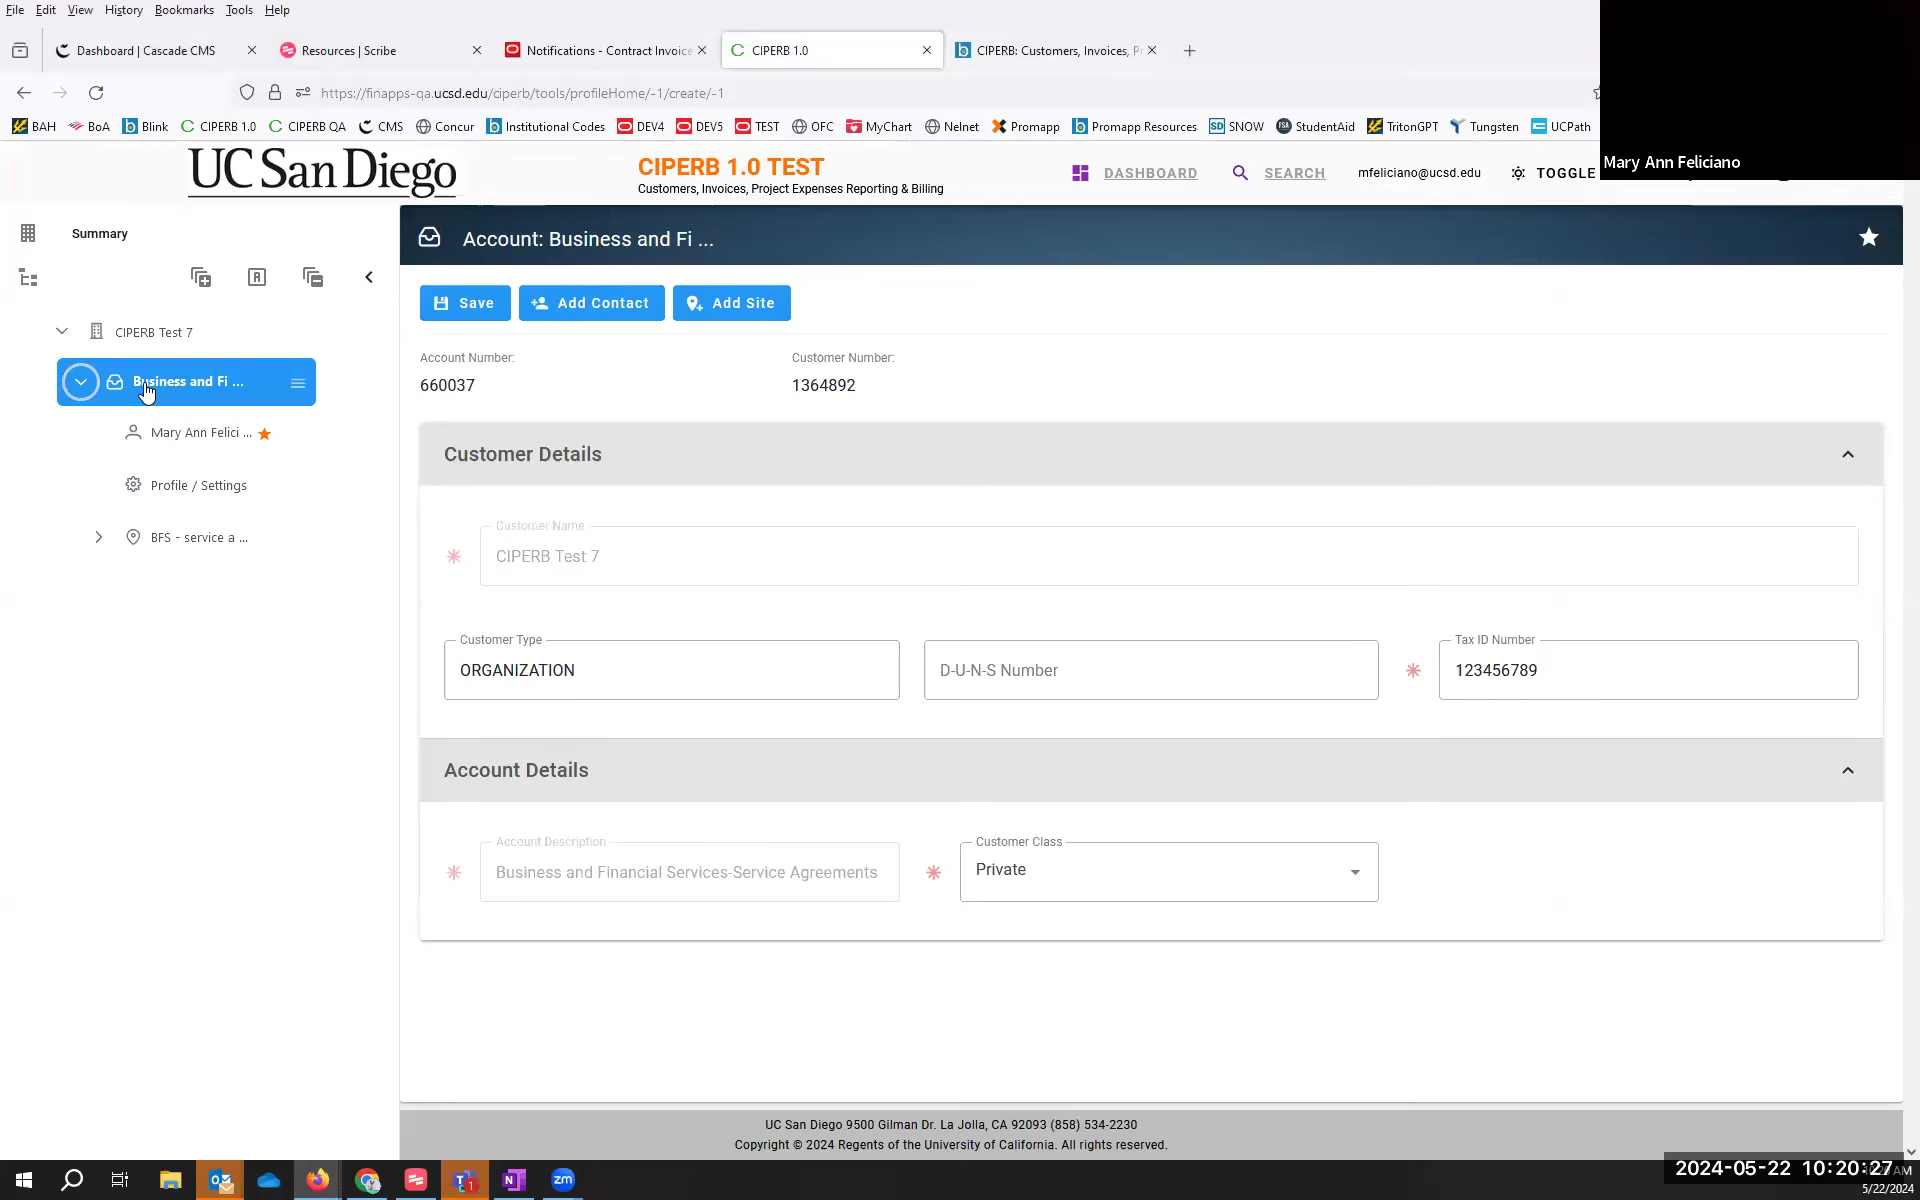 File Edit View History Bookmarks Tools Help
Dashboard | Cascade CMS
Resources | Scribe
Notifications - Contract Invoice
CIPERB 1.0
CIPERB: Customers, Invoices, P
https://finapps-qa.ucsd.edu/ciperb/tools/profileHome/-1/create/-1
BAH BoA Blink CIPERB 1.0 CIPERB QA CMS Concur Institutional Codes DEV4 DEV5 TEST OFC MyChart Nelnet Promapp Promapp Resources SNOW StudentAid TritonGPT Tungsten UCPath
Mary Ann Feliciano
UC San Diego
CIPERB 1.0 TEST
Customers, Invoices, Project Expenses Reporting & Billing
DASHBOARD
SEARCH
mfeliciano@ucsd.edu
TOGGLE
Summary
CIPERB Test 7
Business and Fi ...
Mary Ann Felici ...
Profile / Settings
BFS - service a ...
Account: Business and Fi ...
Save
Add Contact
Add Site
Account Number:
660037
Customer Number:
1364892
Customer Details
Customer Name
CIPERB Test 7
Customer Type
ORGANIZATION
D-U-N-S Number
Tax ID Number
123456789
Account Details
Account Description
Business and Financial Services-Service Agreements
Customer Class
Private
UC San Diego 9500 Gilman Dr. La Jolla, CA 92093 (858) 534-2230
Copyright © 2024 Regents of the University of California. All rights reserved.
2024-05-22 10:20:27
5/22/2024